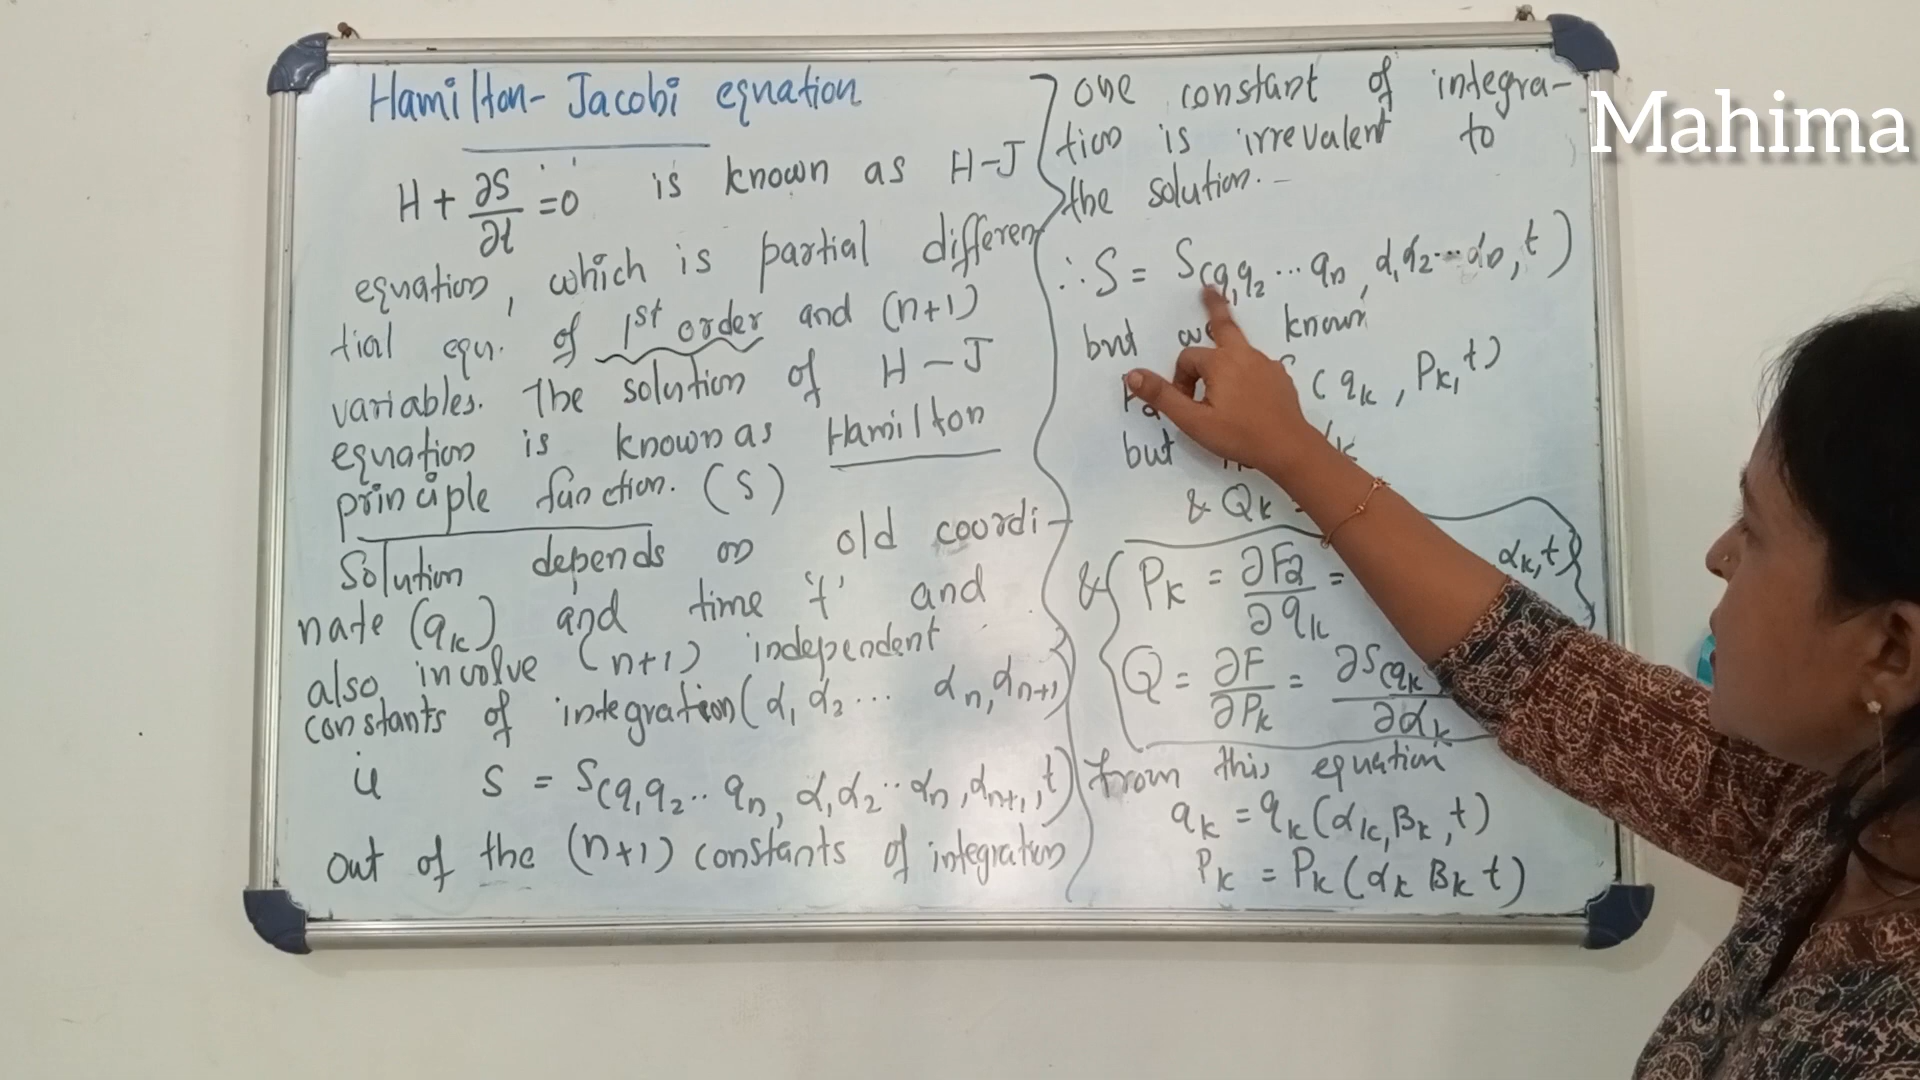 Hamilton-Jacobi equation
H + ∂S/∂t = 0 is known as H-J
equation, which is partial differen
tial equn. of 1st order and (n+1)
variables. The solution of H-J
equation is known as Hamilton
principle function. (S)
Solution depends on old coordi-
nate (qk) and time 't' and
also involve (n+1) independent
constants of integration (α1 α2 ... αn, αn+1)
ie S = S(q1 q2 .. qn, α1 α2 .. αn, αn+1, t)
out of the (n+1) constants of integration
one constant of integra-
tion is irrevalent to
the solution.
∴ S = S(q1 q2 ... qn, α1 α2 ... αn, t)
but we known
(qk, Pk, t)
but
& Qk
& Pk = ∂F2/∂qk = αk, t)
Q = ∂F/∂Pk = ∂S(qk / ∂αk
from this equation
qk = qk (αk, Bk, t)
Pk = Pk (αk Bk t)
Mahima